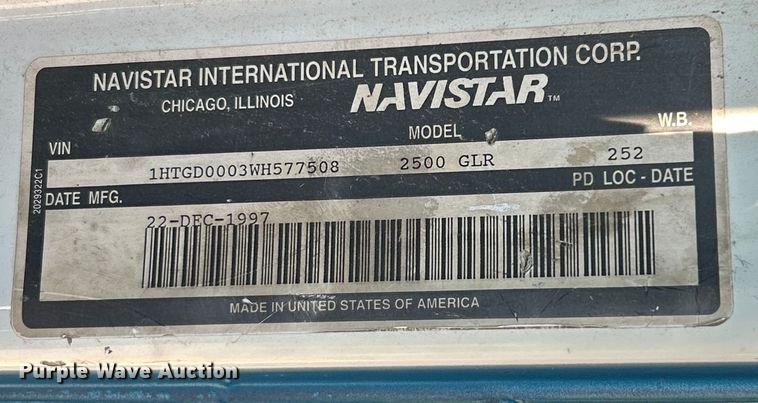 NAVISTAR INTERNATIONAL TRANSPORTATION CORP.
CHICAGO, ILLINOIS NAVISTAR™
VIN MODEL W.B.
1HTGD0003WH577508 2500 GLR 252
DATE MFG. PD LOC - DATE
22-DEC-1997
MADE IN UNITED STATES OF AMERICA
2029322C1
Purple Wave Auction